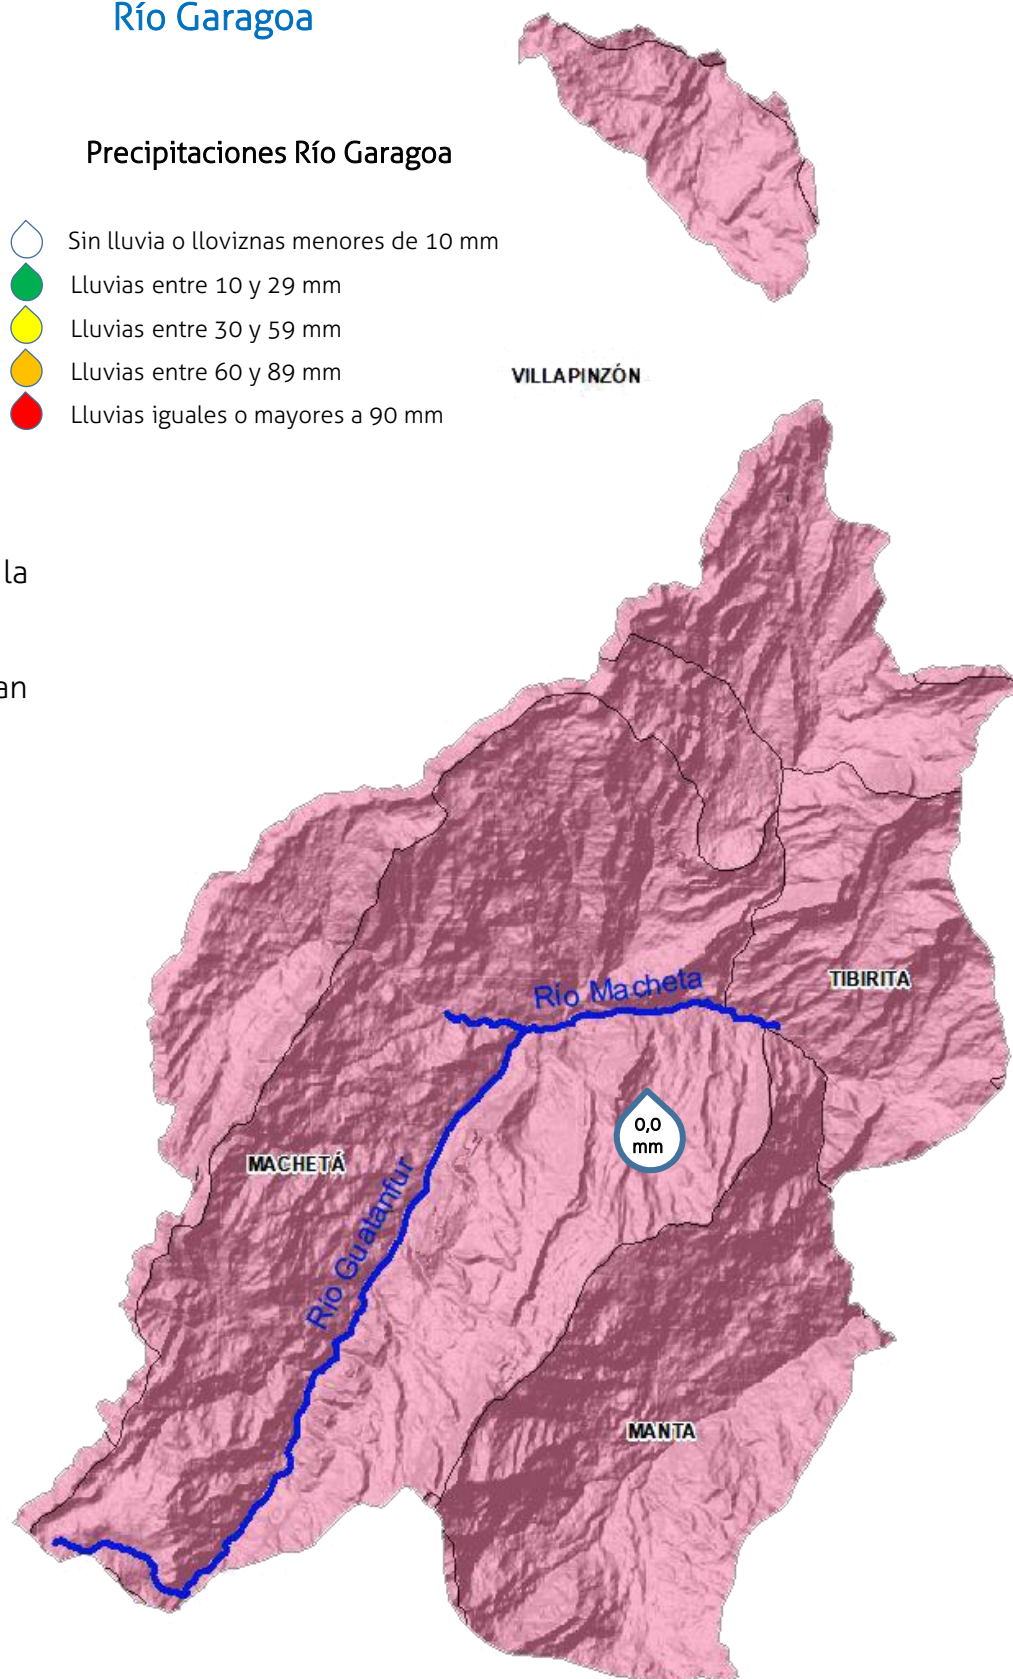 Río Garagoa
Precipitaciones Río Garagoa
Sin lluvia o lloviznas menores de 10 mm
Lluvias entre 10 y 29 mm
Lluvias entre 30 y 59 mm
Lluvias entre 60 y 89 mm
Lluvias iguales o mayores a 90 mm
VILLAPINZÓN
la
an
Río Macheta
TIBIRITA
0,0
mm
MACHETÁ
Río Guatanfur
MANTA